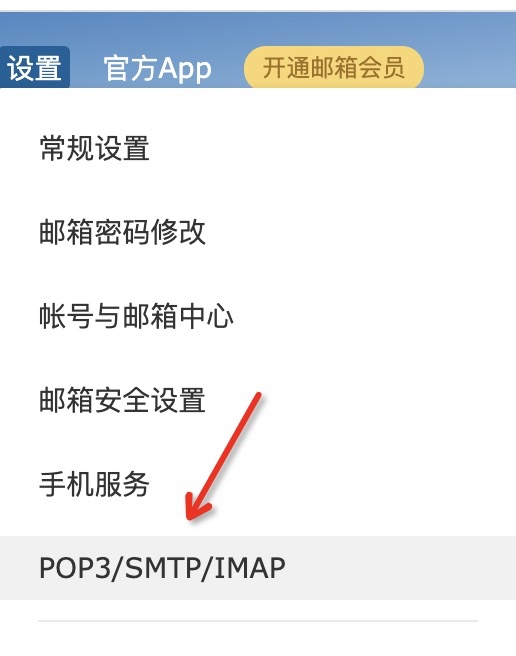 设置 官方App 开通邮箱会员
常规设置
邮箱密码修改
帐号与邮箱中心
邮箱安全设置
手机服务
POP3/SMTP/IMAP